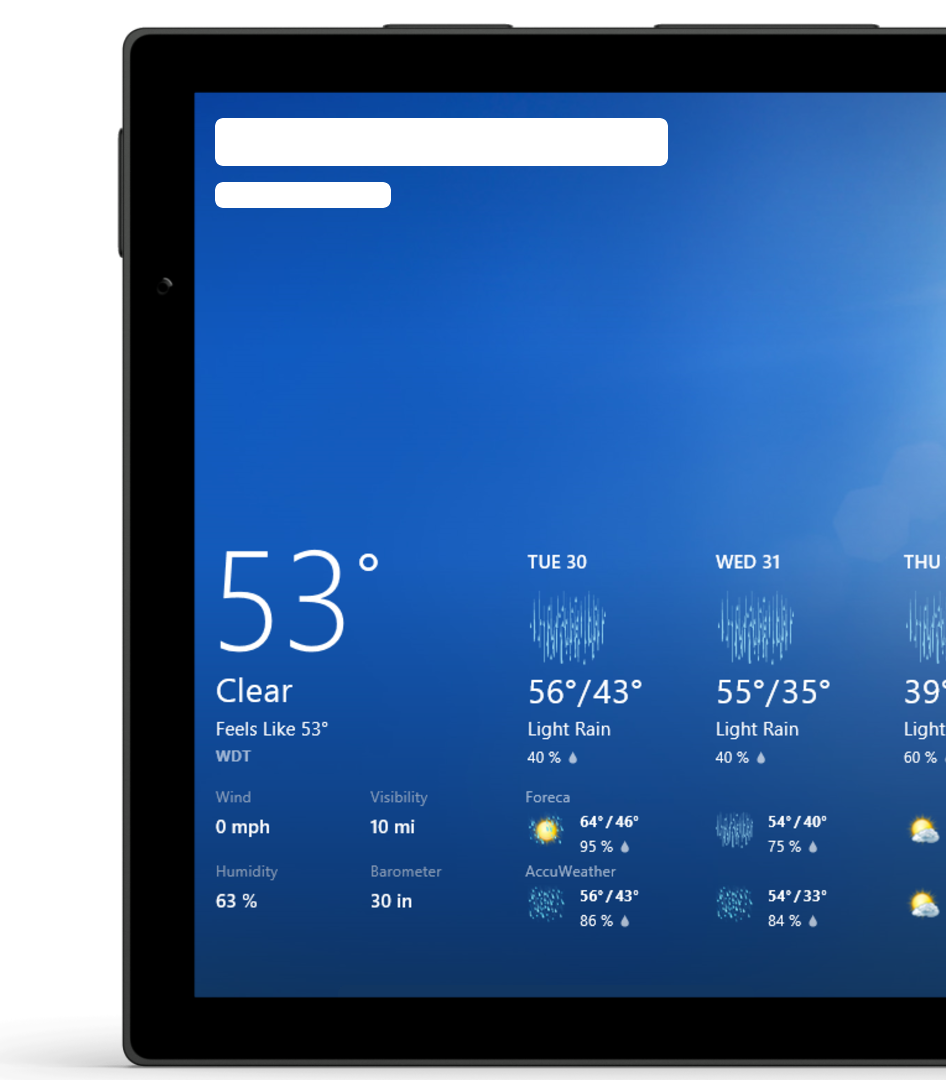 53°
Clear
Feels Like 53°
WDT
Wind
0 mph
Visibility
10 mi
Humidity
63 %
Barometer
30 in
TUE 30
56°/43°
Light Rain
40 %
WED 31
55°/35°
Light Rain
40 %
THU
39°
Light
60 %
Foreca
64°/46°
95 %
54°/40°
75 %
AccuWeather
56°/43°
86 %
54°/33°
84 %